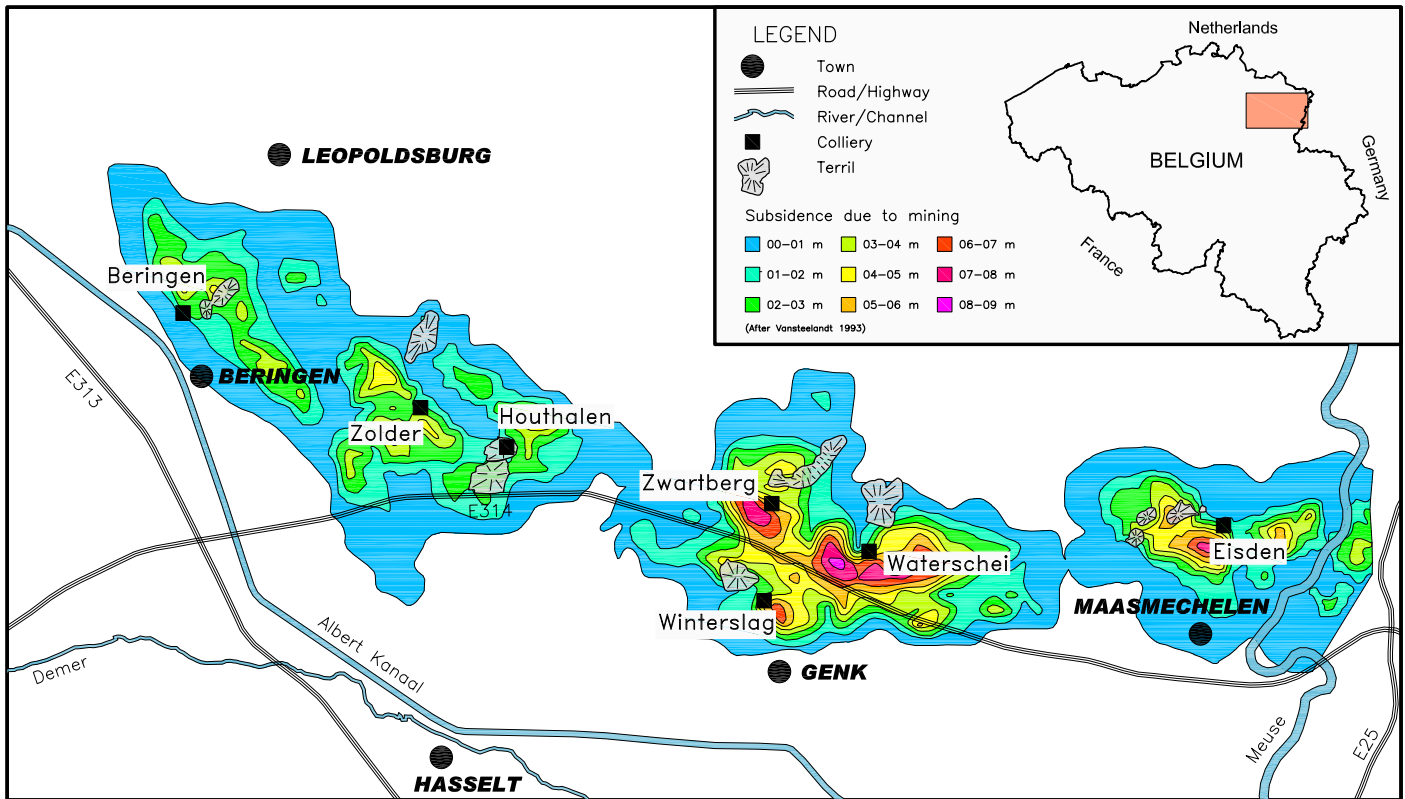 LEGEND
Town
Road/Highway
River/Channel
Colliery
Terril
Subsidence due to mining
00-01 m
03-04 m
06-07 m
01-02 m
04-05 m
07-08 m
02-03 m
05-06 m
08-09 m
(After Vansteelandt 1993)
Netherlands
BELGIUM
Germany
France
LEOPOLDSBURG
Beringen
BERINGEN
E313
Zolder
Houthalen
E314
Zwartberg
Waterschei
Winterslag
Eisden
MAASMECHELEN
GENK
Albert Kanaal
Demer
HASSELT
Meuse
E25